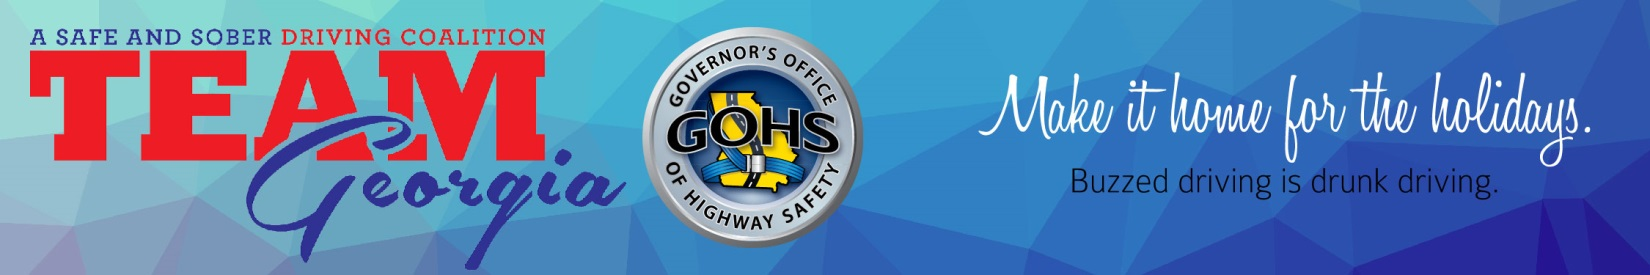 A SAFE AND SOBER DRIVING COALITION
TEAM
Georgia
GOVERNOR'S OFFICE
GOHS
OF HIGHWAY SAFETY
Make it home for the holidays.
Buzzed driving is drunk driving.